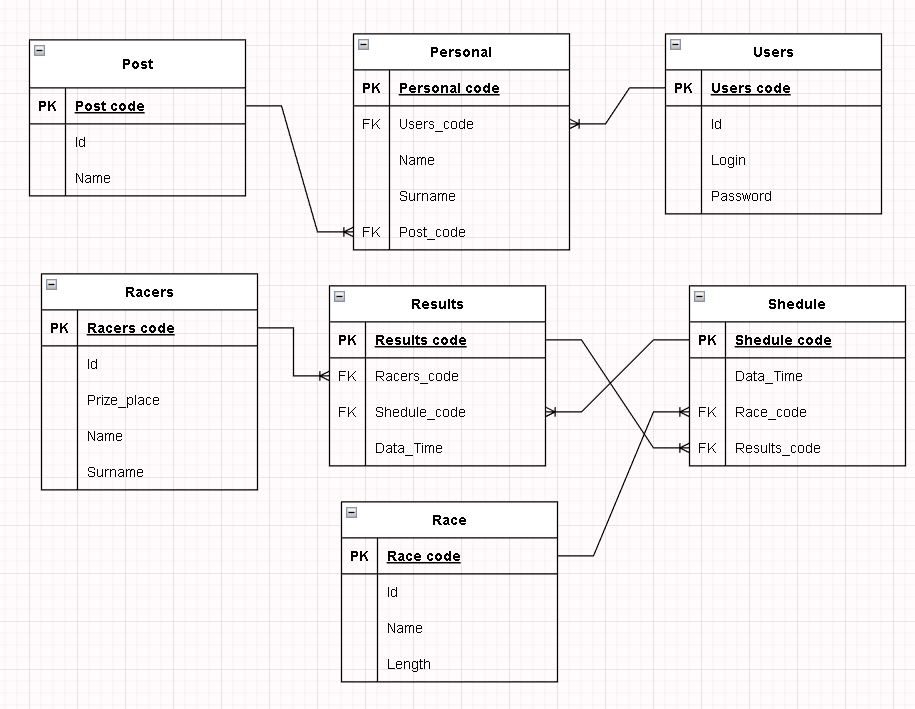 Post
PK Post code
Id
Name
Personal
PK Personal code
FK Users_code
Name
Surname
FK Post_code
Users
PK Users code
Id
Login
Password
Racers
PK Racers code
Id
Prize_place
Name
Surname
Results
PK Results code
FK Racers_code
FK Shedule_code
Data_Time
Shedule
PK Shedule code
Data_Time
FK Race_code
FK Results_code
Race
PK Race code
Id
Name
Length